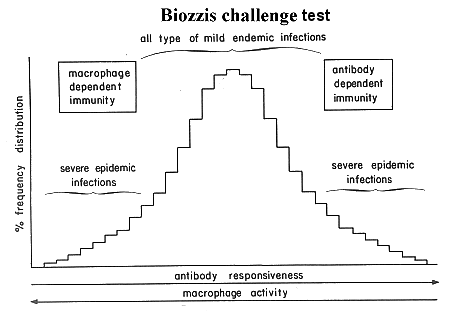 Biozzis challenge test
all type of mild endemic infections
macrophage
dependent
immunity
antibody
dependent
immunity
severe epidemic
infections
severe epidemic
infections
% frequency distribution
antibody responsiveness
macrophage activity